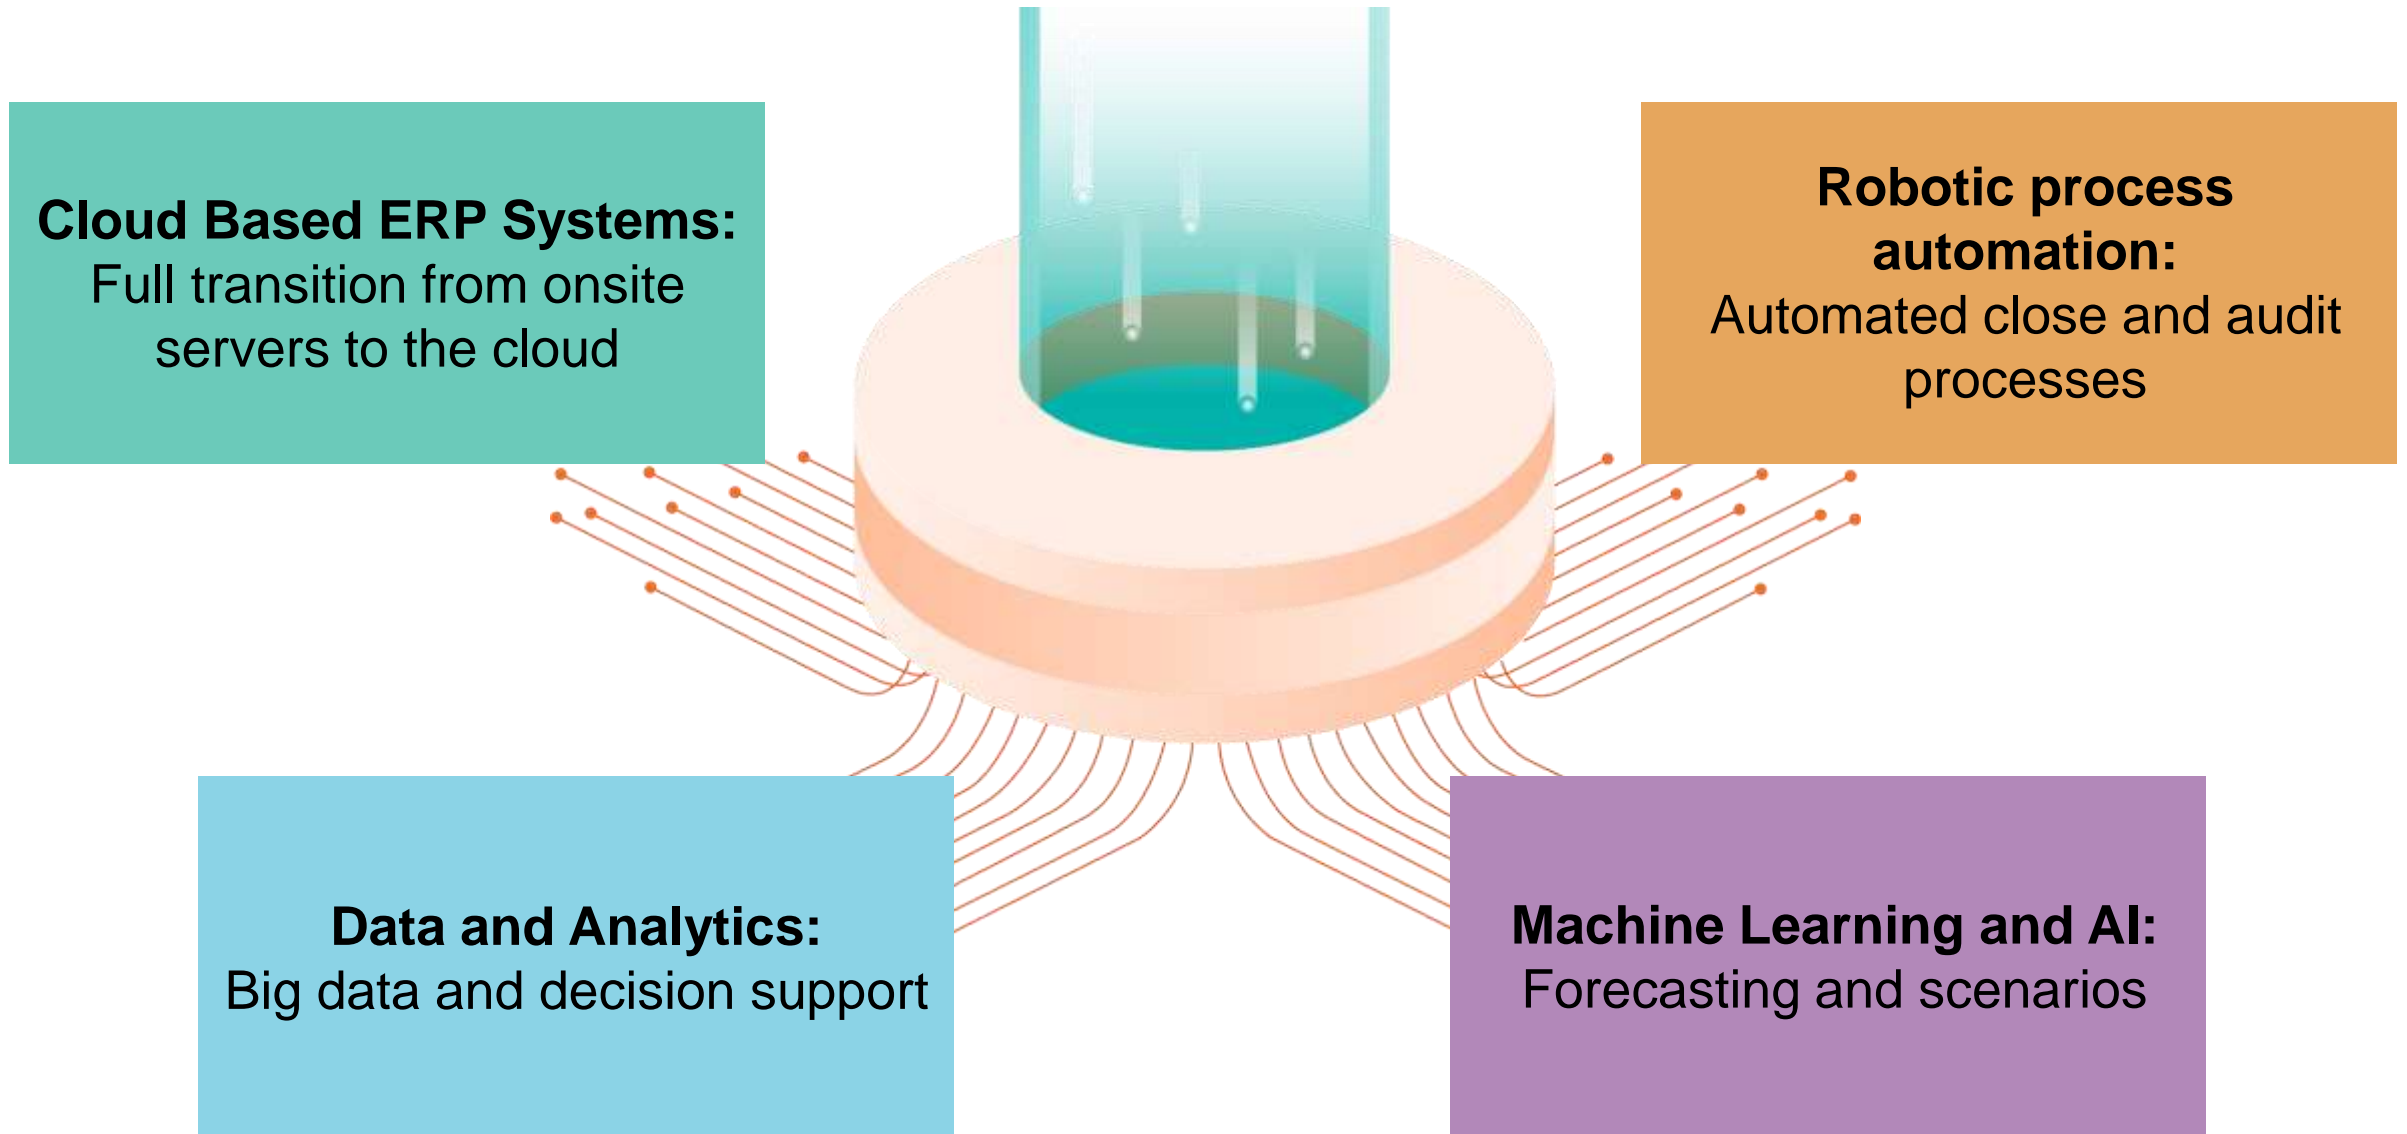 Cloud Based ERP Systems:
Full transition from onsite
servers to the cloud
Robotic process
automation:
Automated close and audit
processes
Data and Analytics:
Big data and decision support
Machine Learning and AI:
Forecasting and scenarios